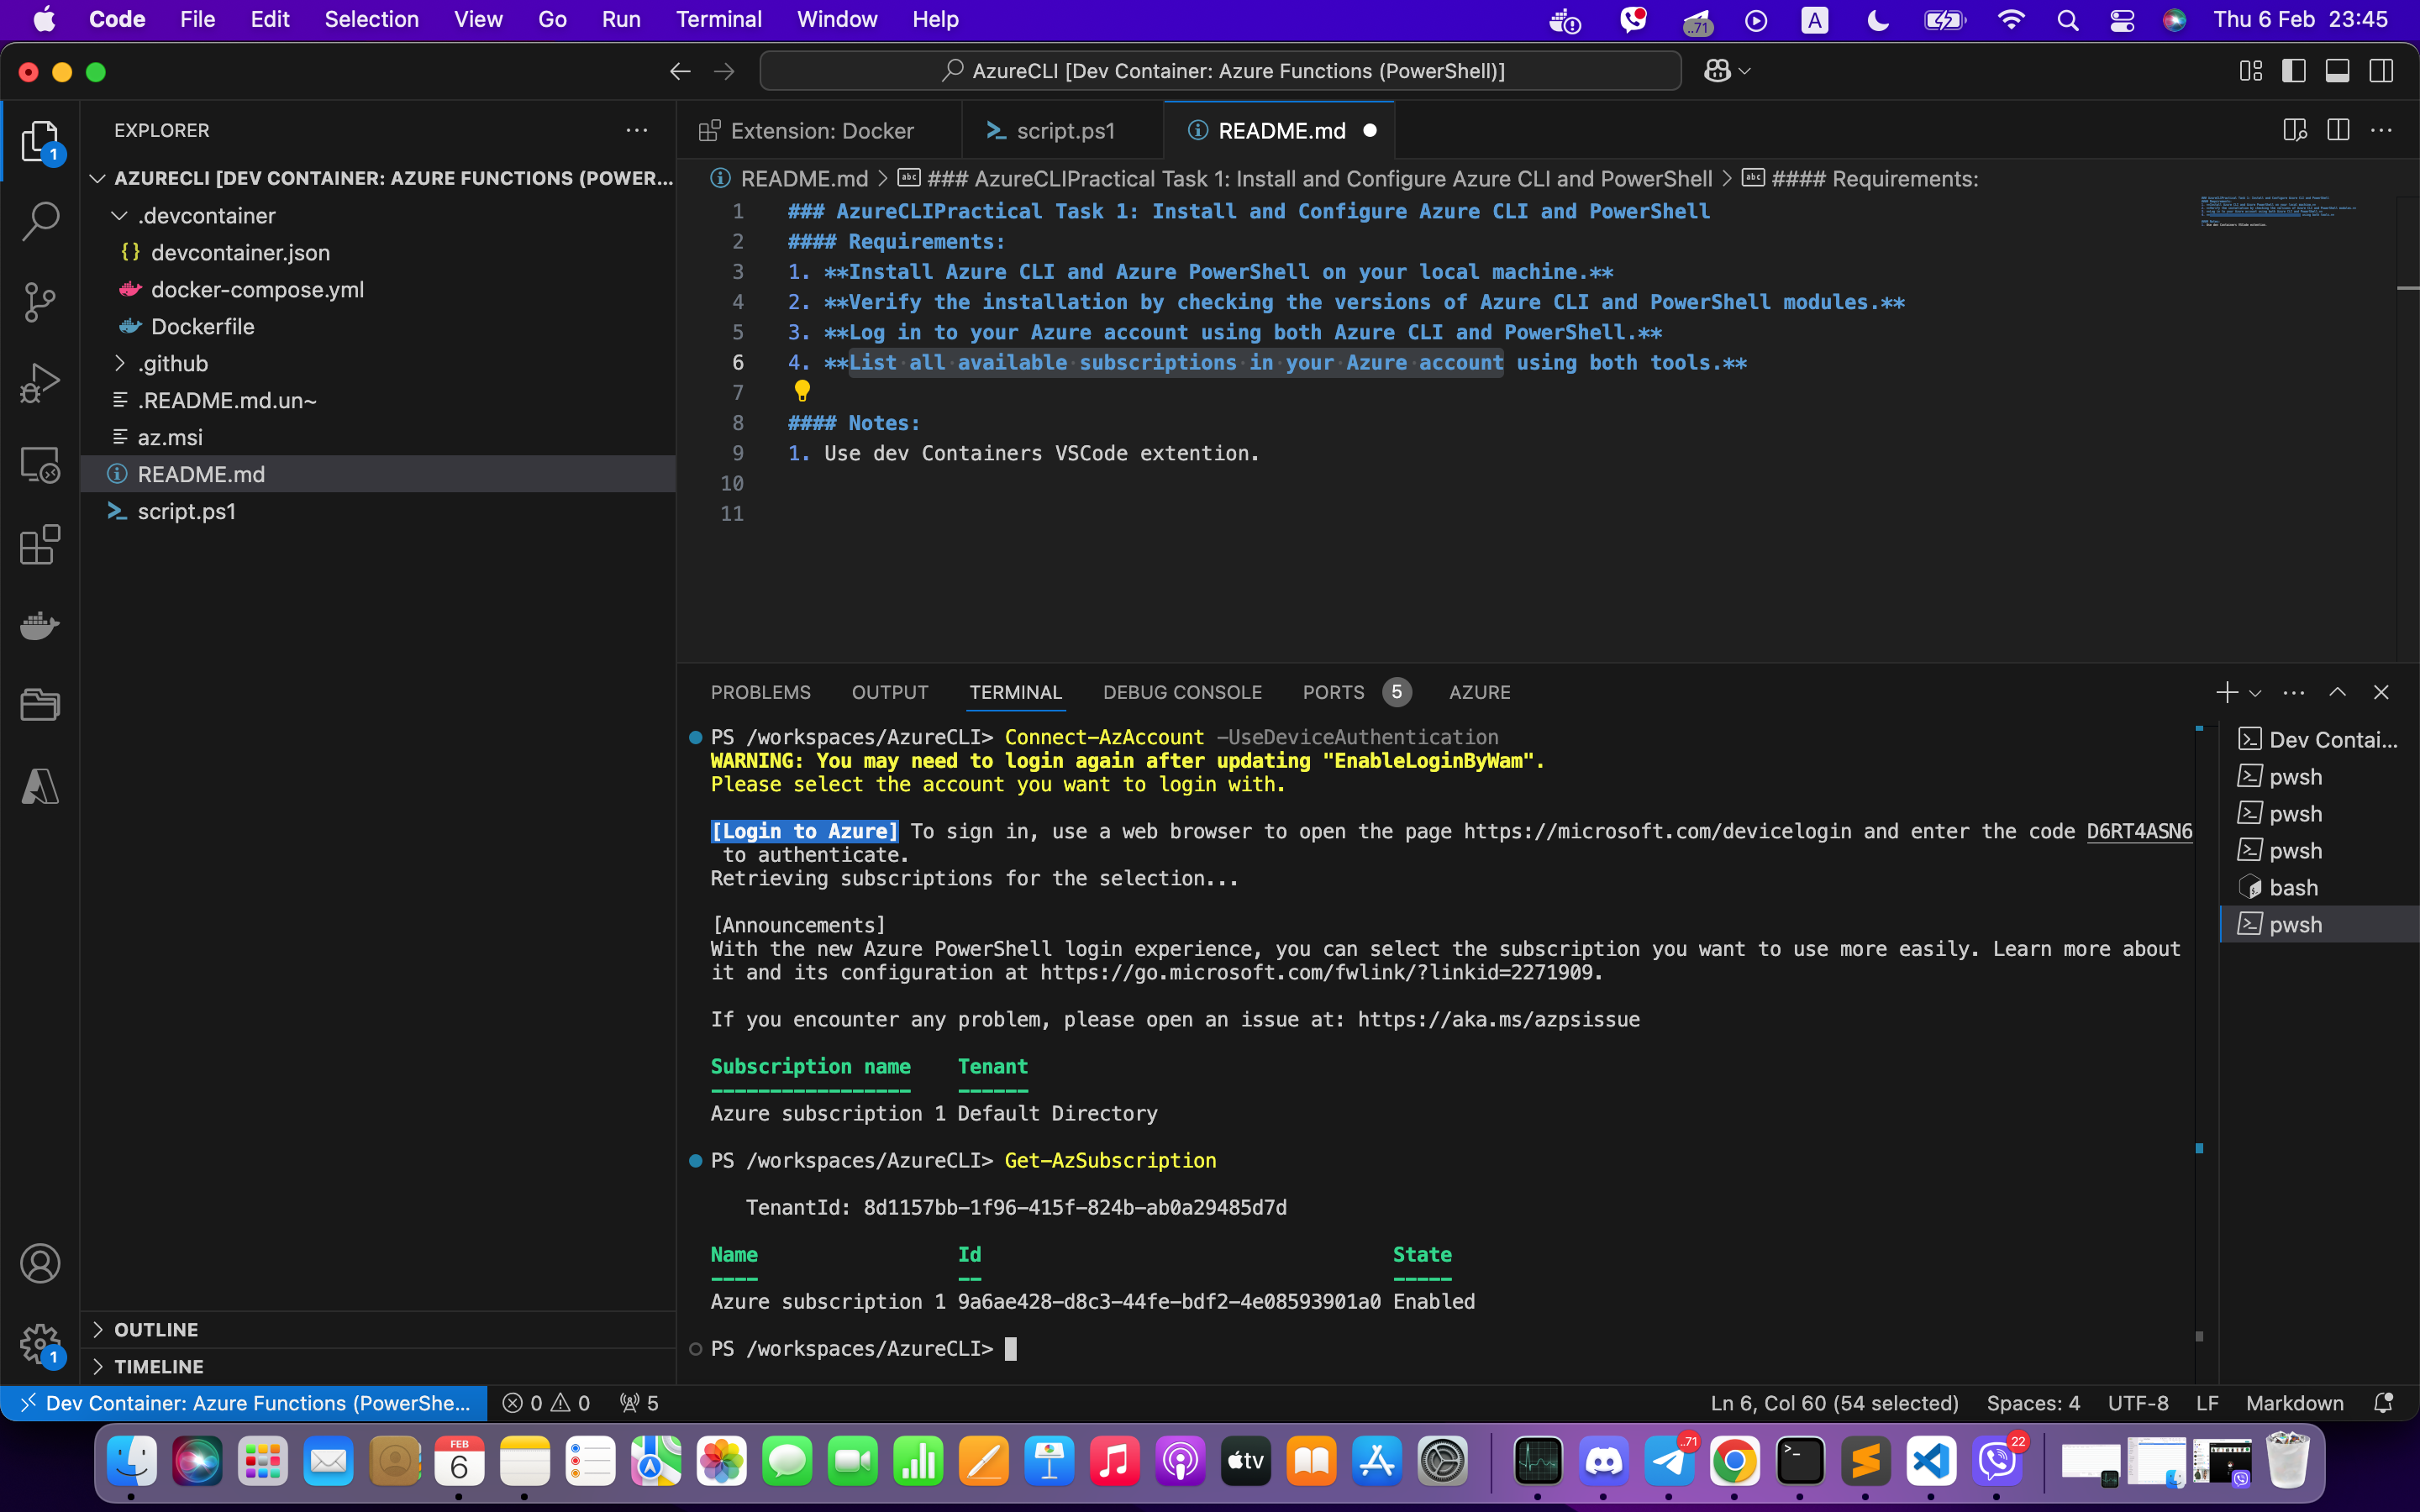 Code File Edit Selection View Go Run Terminal Window Help
..71 A Thu 6 Feb 23:45
AzureCLI [Dev Container: Azure Functions (PowerShell)]
EXPLORER
AZURECLI [DEV CONTAINER: AZURE FUNCTIONS (POWER...
.devcontainer
devcontainer.json
docker-compose.yml
Dockerfile
.github
.README.md.un~
az.msi
README.md
script.ps1
OUTLINE
TIMELINE
1
1
Extension: Docker script.ps1 README.md
README.md > ### AzureCLIPractical Task 1: Install and Configure Azure CLI and PowerShell > #### Requirements:
1 ### AzureCLIPractical Task 1: Install and Configure Azure CLI and PowerShell
2 #### Requirements:
3 1. **Install Azure CLI and Azure PowerShell on your local machine.**
4 2. **Verify the installation by checking the versions of Azure CLI and PowerShell modules.**
5 3. **Log in to your Azure account using both Azure CLI and PowerShell.**
6 4. **List all available subscriptions in your Azure account using both tools.**
7
8 #### Notes:
9 1. Use dev Containers VSCode extention.
10
11
PROBLEMS OUTPUT TERMINAL DEBUG CONSOLE PORTS 5 AZURE
PS /workspaces/AzureCLI> Connect-AzAccount -UseDeviceAuthentication
WARNING: You may need to login again after updating "EnableLoginByWam".
Please select the account you want to login with.
[Login to Azure] To sign in, use a web browser to open the page https://microsoft.com/devicelogin and enter the code D6RT4ASN6
to authenticate.
Retrieving subscriptions for the selection...
[Announcements]
With the new Azure PowerShell login experience, you can select the subscription you want to use more easily. Learn more about
it and its configuration at https://go.microsoft.com/fwlink/?linkid=2271909.
If you encounter any problem, please open an issue at: https://aka.ms/azpsissue
Subscription name Tenant
----------------- ------
Azure subscription 1 Default Directory
PS /workspaces/AzureCLI> Get-AzSubscription
TenantId: 8d1157bb-1f96-415f-824b-ab0a29485d7d
Name Id State
---- -- -----
Azure subscription 1 9a6ae428-d8c3-44fe-bdf2-4e08593901a0 Enabled
PS /workspaces/AzureCLI>
Dev Contai...
pwsh
pwsh
pwsh
bash
pwsh
Dev Container: Azure Functions (PowerShe... 0 0 5
Ln 6, Col 60 (54 selected) Spaces: 4 UTF-8 LF Markdown
FEB
6
tv
..71
22